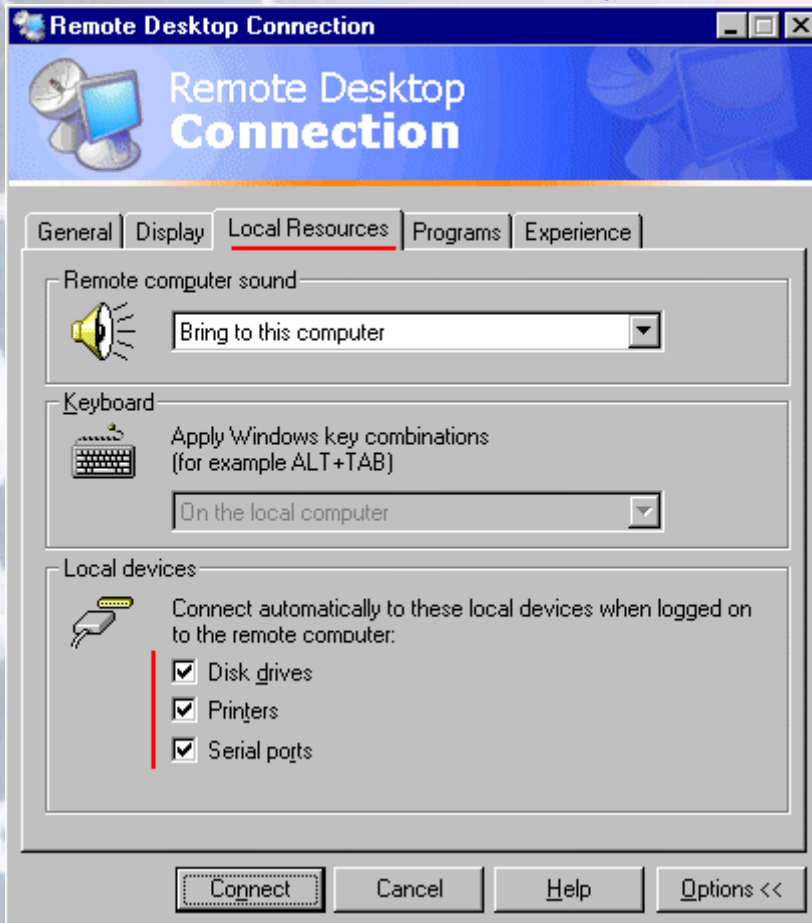 Remote Desktop Connection
Remote Desktop
Connection
General Display Local Resources Programs Experience
Remote computer sound
Bring to this computer
Keyboard
Apply Windows key combinations
(for example ALT+TAB)
On the local computer
Local devices
Connect automatically to these local devices when logged on
to the remote computer:
Disk drives
Printers
Serial ports
Connect Cancel Help Options <<